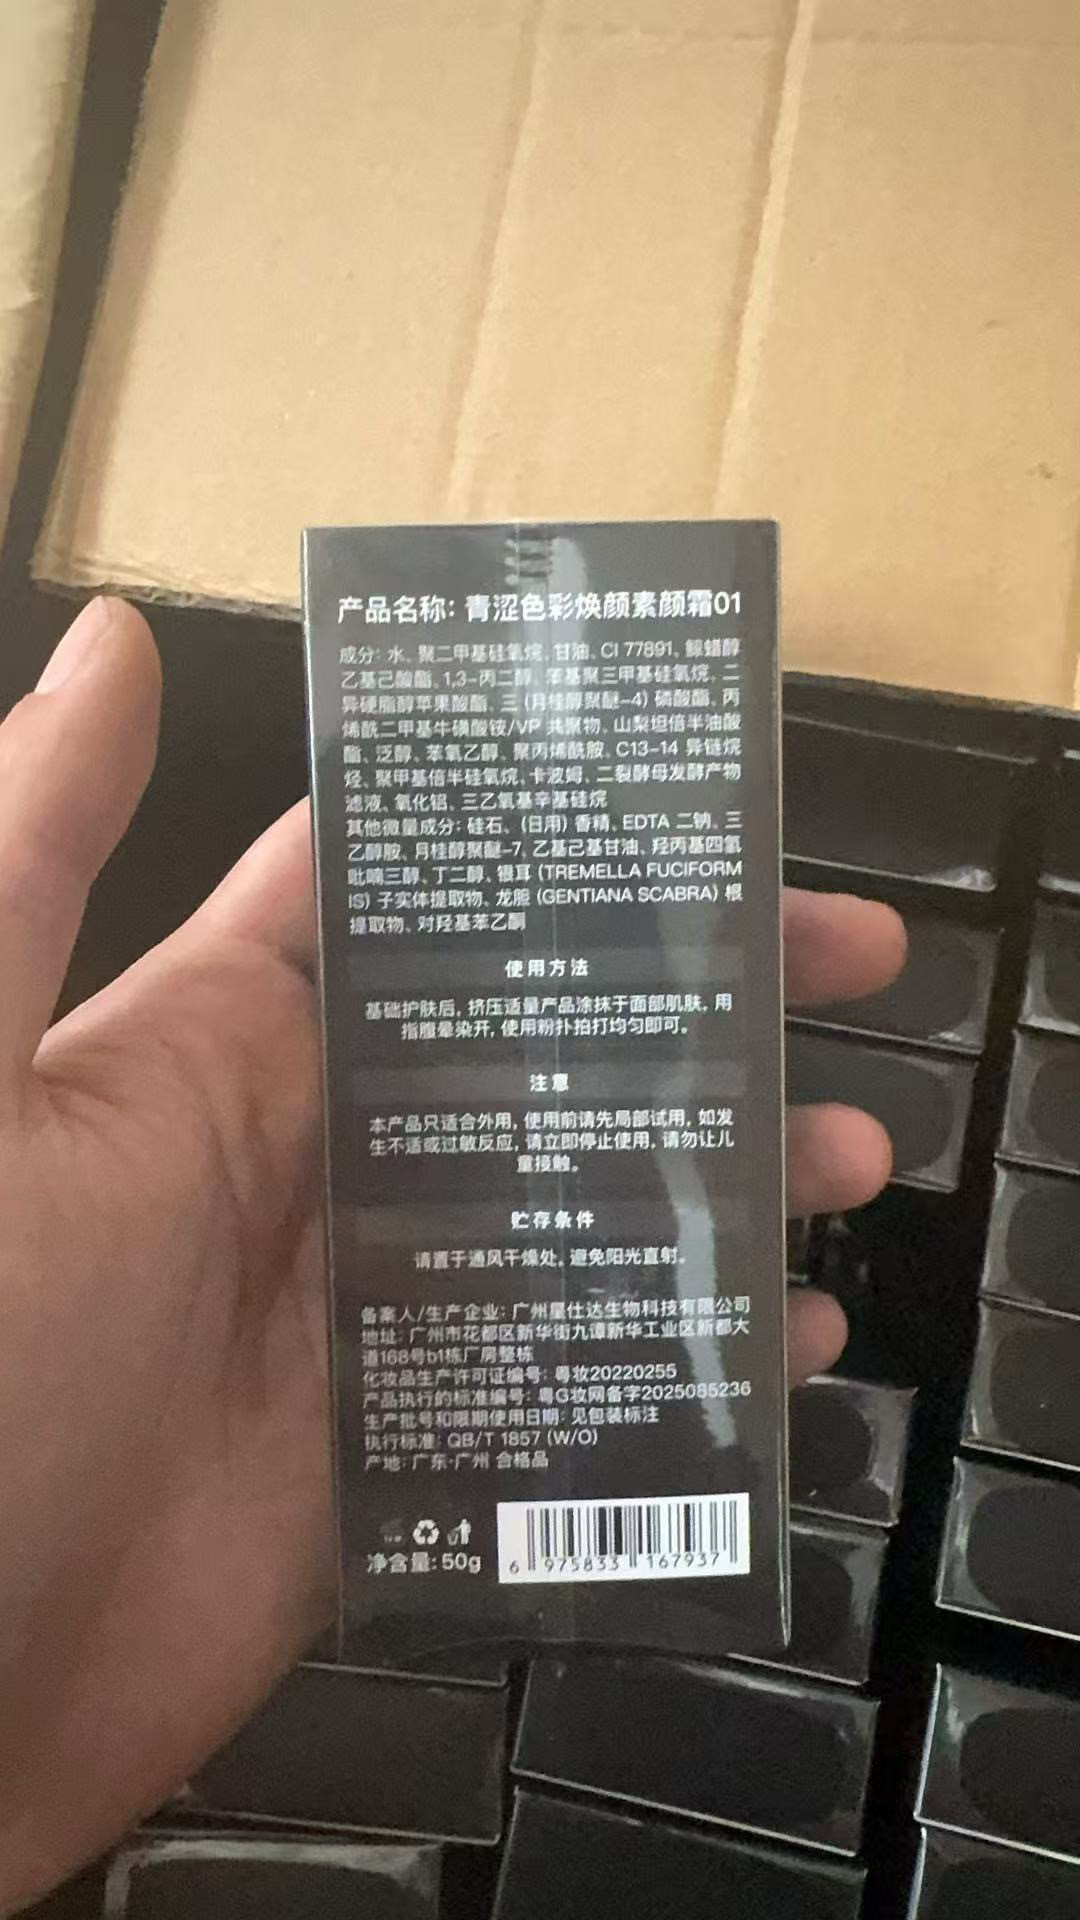 产品名称: 青涩色彩焕颜素颜霜01
成分: 水、聚二甲基硅氧烷、甘油、CI 77891、鲸蜡醇
乙基己酸酯、1,3-丙二醇、苯基聚三甲基硅氧烷、二
异硬脂醇苹果酸酯、三 (月桂醇聚醚-4) 磷酸酯、丙
烯酰二甲基牛磺酸铵/VP 共聚物、山梨坦倍半油酸
酯、泛醇、苯氧乙醇、聚丙烯酰胺、C13-14 异链烷
烃、聚甲基倍半硅氧烷、卡波姆、二裂酵母发酵产物
滤液、氧化铝、三乙氧基辛基硅烷
其他微量成分: 硅石、(日用) 香精、EDTA 二钠、三
乙醇胺、月桂醇聚醚-7、乙基己基甘油、羟丙基四氢
吡喃三醇、丁二醇、银耳 (TREMELLA FUCIFORM
IS) 子实体提取物、龙胆 (GENTIANA SCABRA) 根
提取物、对羟基苯乙酮
使用方法
基础护肤后, 挤压适量产品涂抹于面部肌肤, 用
指腹晕染开, 使用粉扑拍打均匀即可。
注意
本产品只适合外用, 使用前请先局部试用, 如发
生不适或过敏反应, 请立即停止使用, 请勿让儿
童接触。
贮存条件
请置于通风干燥处, 避免阳光直射。
备案人/生产企业: 广州星仕达生物科技有限公司
地址: 广州市花都区新华街九谭新华工业区新都大
道168号b1栋厂房整栋
化妆品生产许可证编号: 粤妆20220255
产品执行的标准编号: 粤G妆网备字2025085236
生产批号和限期使用日期: 见包装标注
执行标准: QB/T 1857 (W/O)
产地: 广东·广州 合格品
净含量: 50g
6 975833 167937